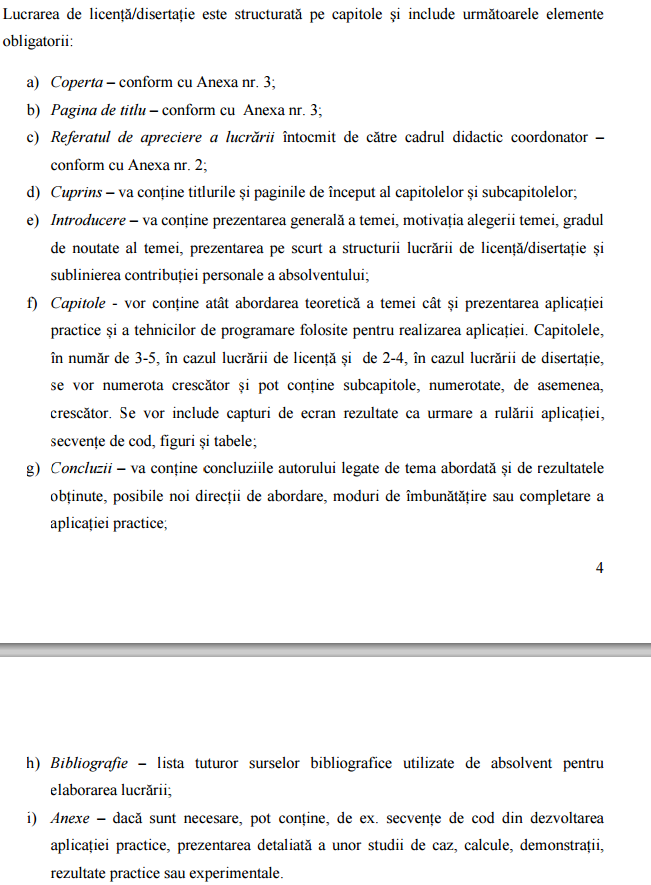 Lucrarea de licență/disertație este structurată pe capitole şi include următoarele elemente
obligatorii:
a) Coperta – conform cu Anexa nr. 3;
b) Pagina de titlu – conform cu Anexa nr. 3;
c) Referatul de apreciere a lucrării întocmit de către cadrul didactic coordonator –
conform cu Anexa nr. 2;
d) Cuprins – va conține titlurile și paginile de început al capitolelor și subcapitolelor;
e) Introducere – va conține prezentarea generală a temei, motivația alegerii temei, gradul
de noutate al temei, prezentarea pe scurt a structurii lucrării de licență/disertație și
sublinierea contribuției personale a absolventului;
f) Capitole - vor conține atât abordarea teoretică a temei cât și prezentarea aplicației
practice și a tehnicilor de programare folosite pentru realizarea aplicației. Capitolele,
în număr de 3-5, în cazul lucrării de licență şi de 2-4, în cazul lucrării de disertație,
se vor numerota crescător și pot conține subcapitole, numerotate, de asemenea,
crescător. Se vor include capturi de ecran rezultate ca urmare a rulării aplicației,
secvențe de cod, figuri și tabele;
g) Concluzii – va conține concluziile autorului legate de tema abordată și de rezultatele
obținute, posibile noi direcții de abordare, moduri de îmbunătățire sau completare a
aplicației practice;
4
h) Bibliografie – lista tuturor surselor bibliografice utilizate de absolvent pentru
elaborarea lucrării;
i) Anexe – dacă sunt necesare, pot conține, de ex. secvențe de cod din dezvoltarea
aplicației practice, prezentarea detaliată a unor studii de caz, calcule, demonstrații,
rezultate practice sau experimentale.